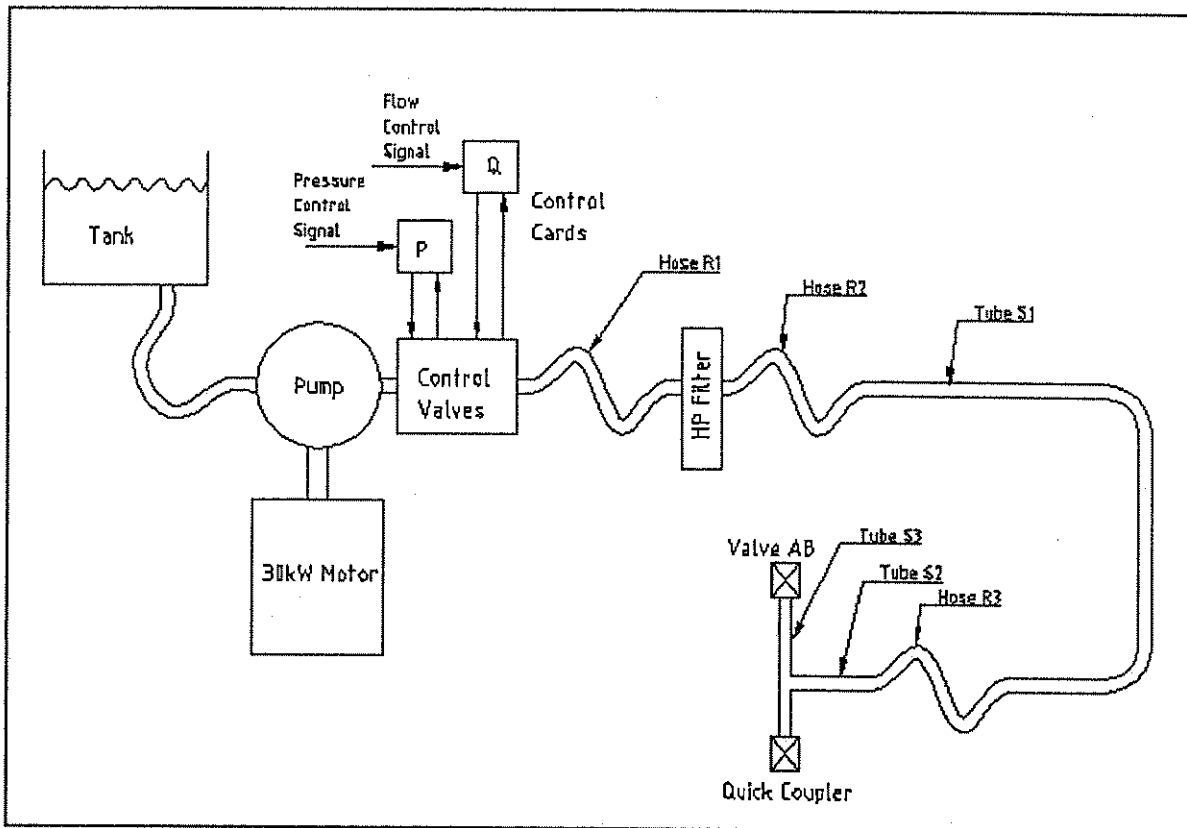 Flow
Control
Signal
Q
Pressure
Control
Signal
P
Control
Cards
Tank
Hose R1
Hose R2
Tube S1
Pump
Control
Valves
HP Filter
30kW Motor
Valve AB
Tube S3
Tube S2
Hose R3
Quick Coupler